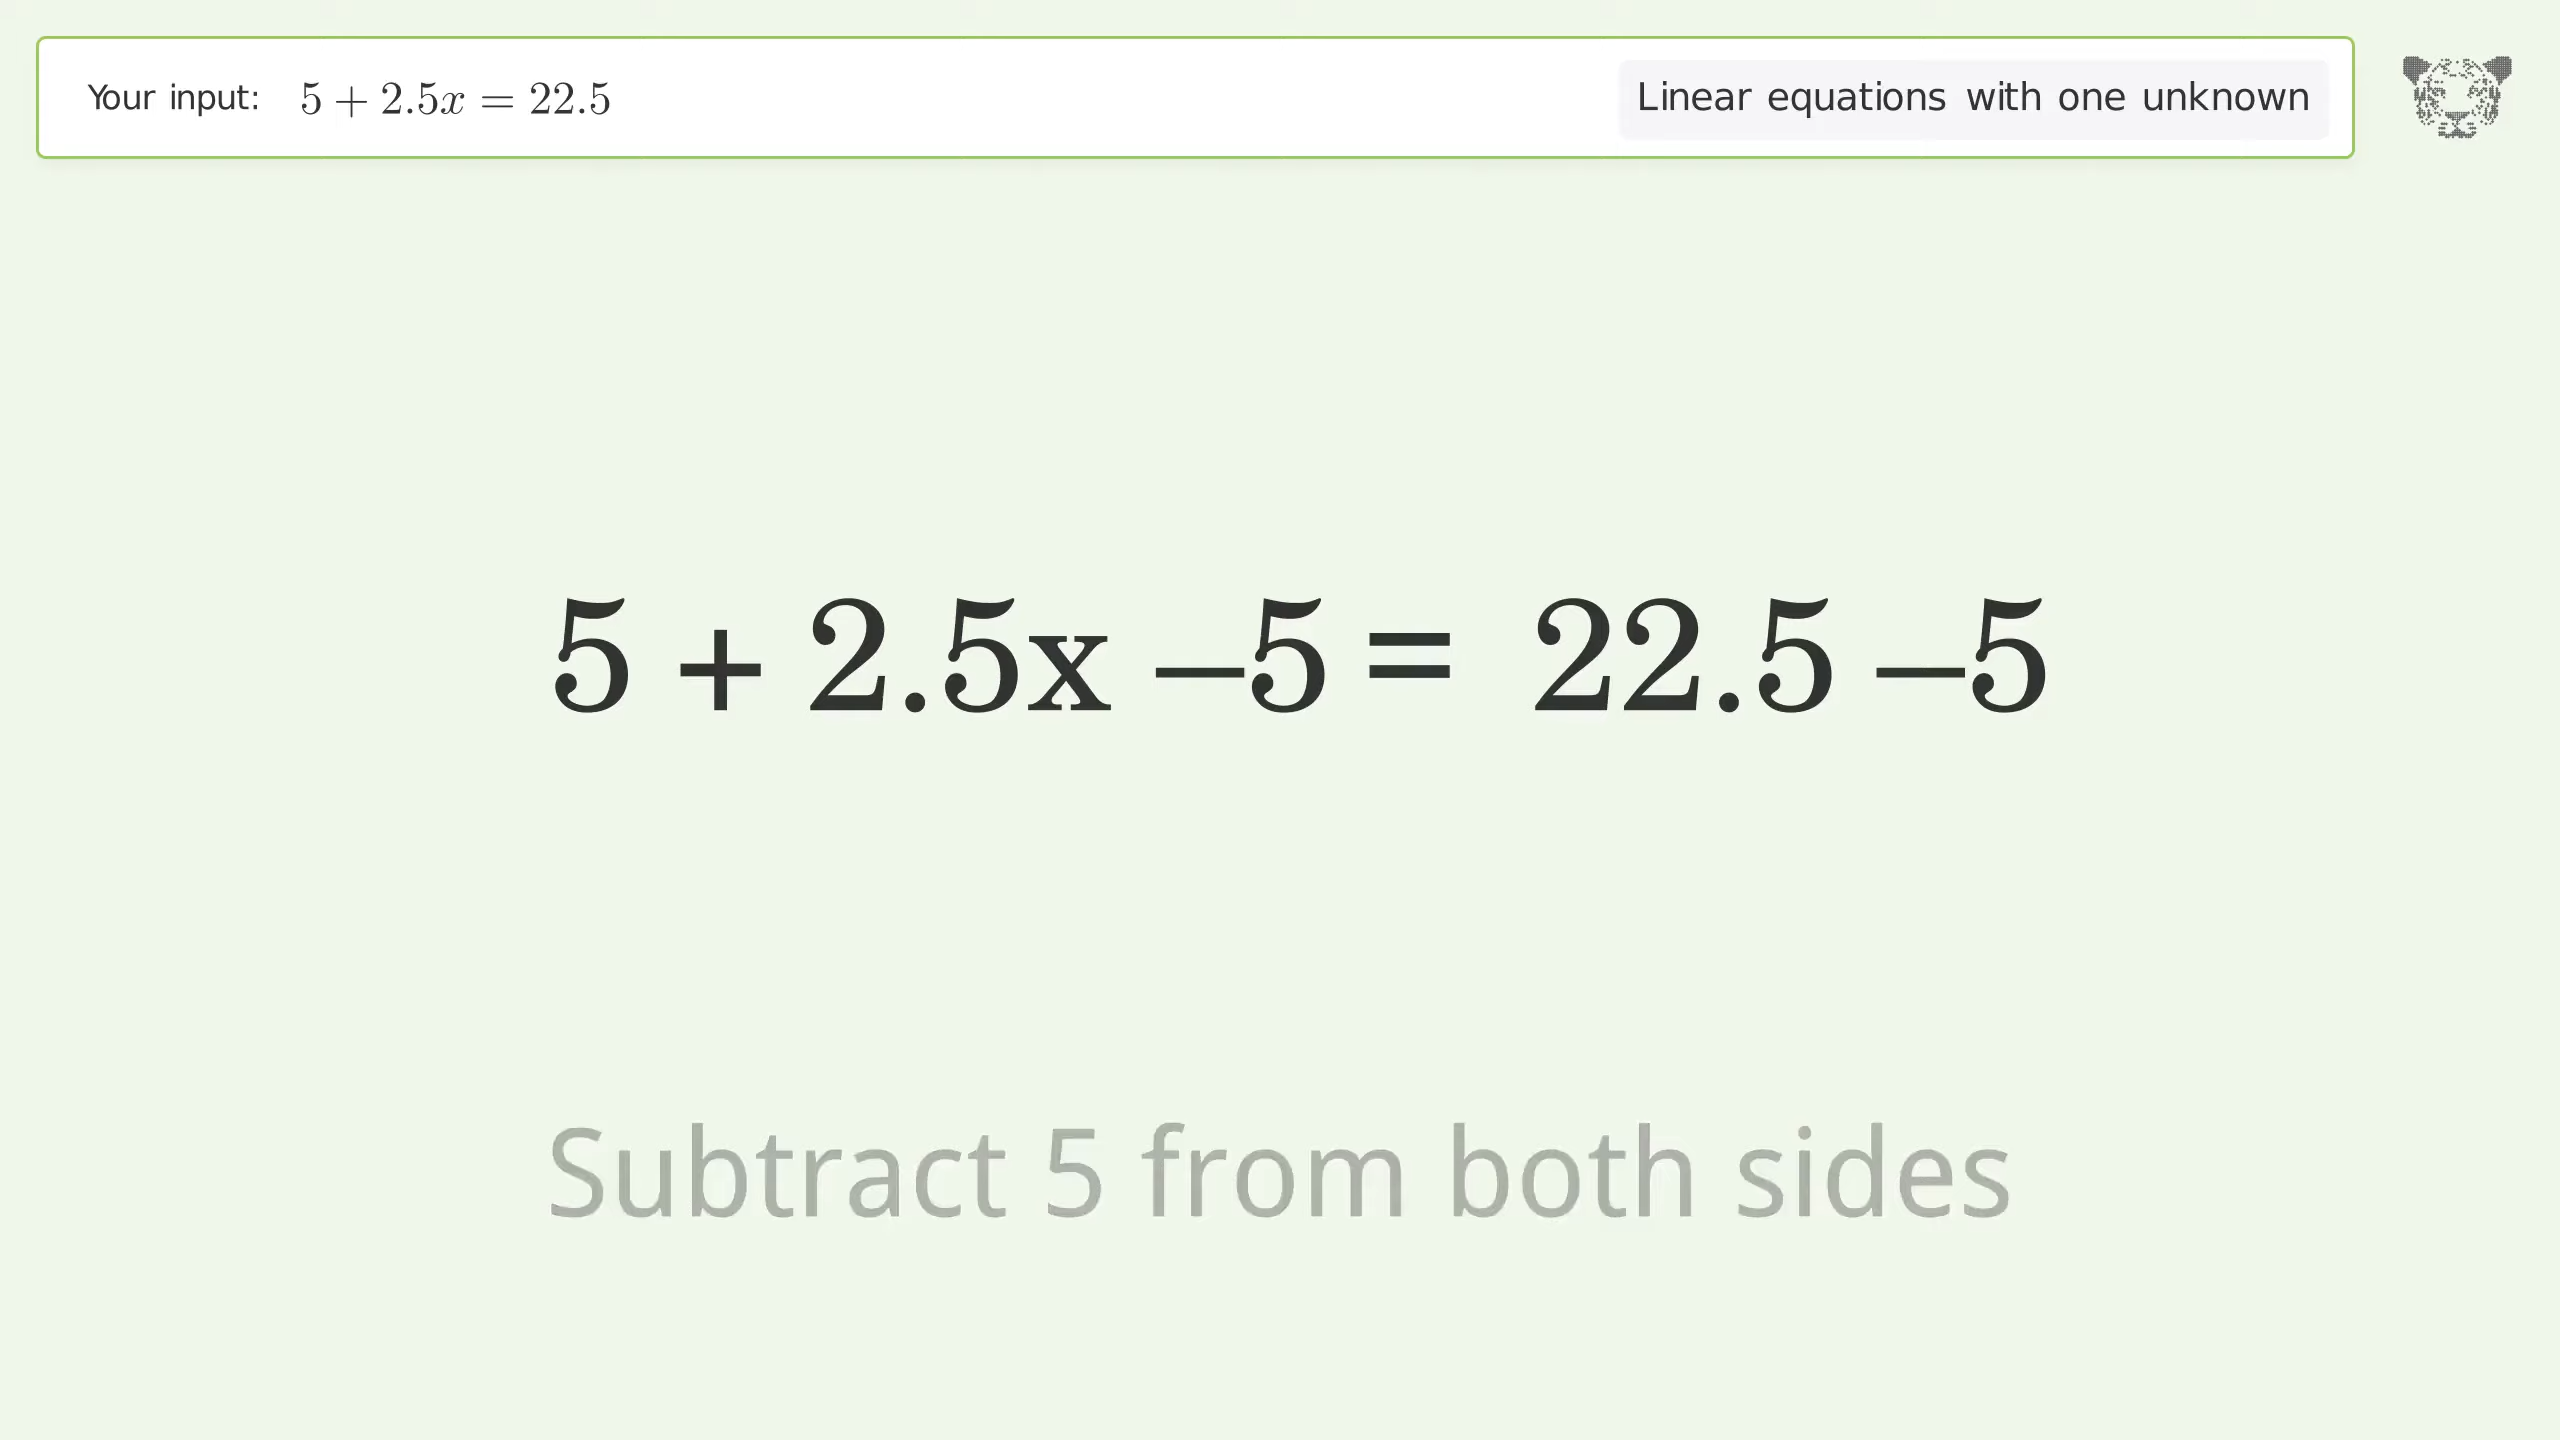 Your input: 5 + 2.5x = 22.5 Linear equations with one unknown
5 + 2.5x –5 = 22.5 –5
Subtract 5 from both sides